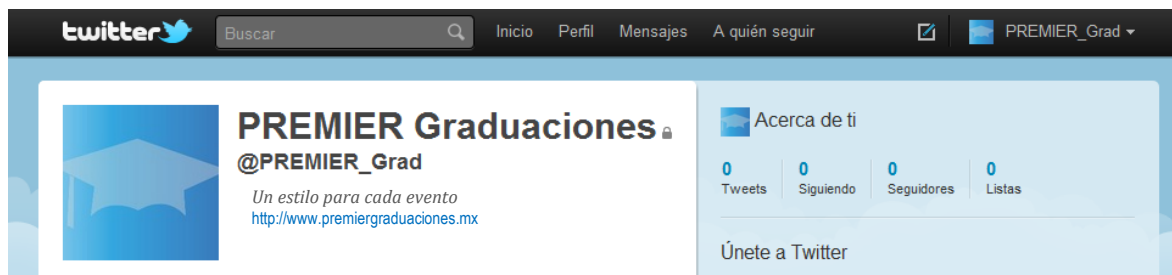 twitter Buscar Inicio Perfil Mensajes A quién seguir PREMIER_Grad
PREMIER Graduaciones
@PREMIER_Grad
Un estilo para cada evento
http://www.premiergraduaciones.mx
Acerca de ti
0 0 0 0
Tweets Siguiendo Seguidores Listas
Únete a Twitter